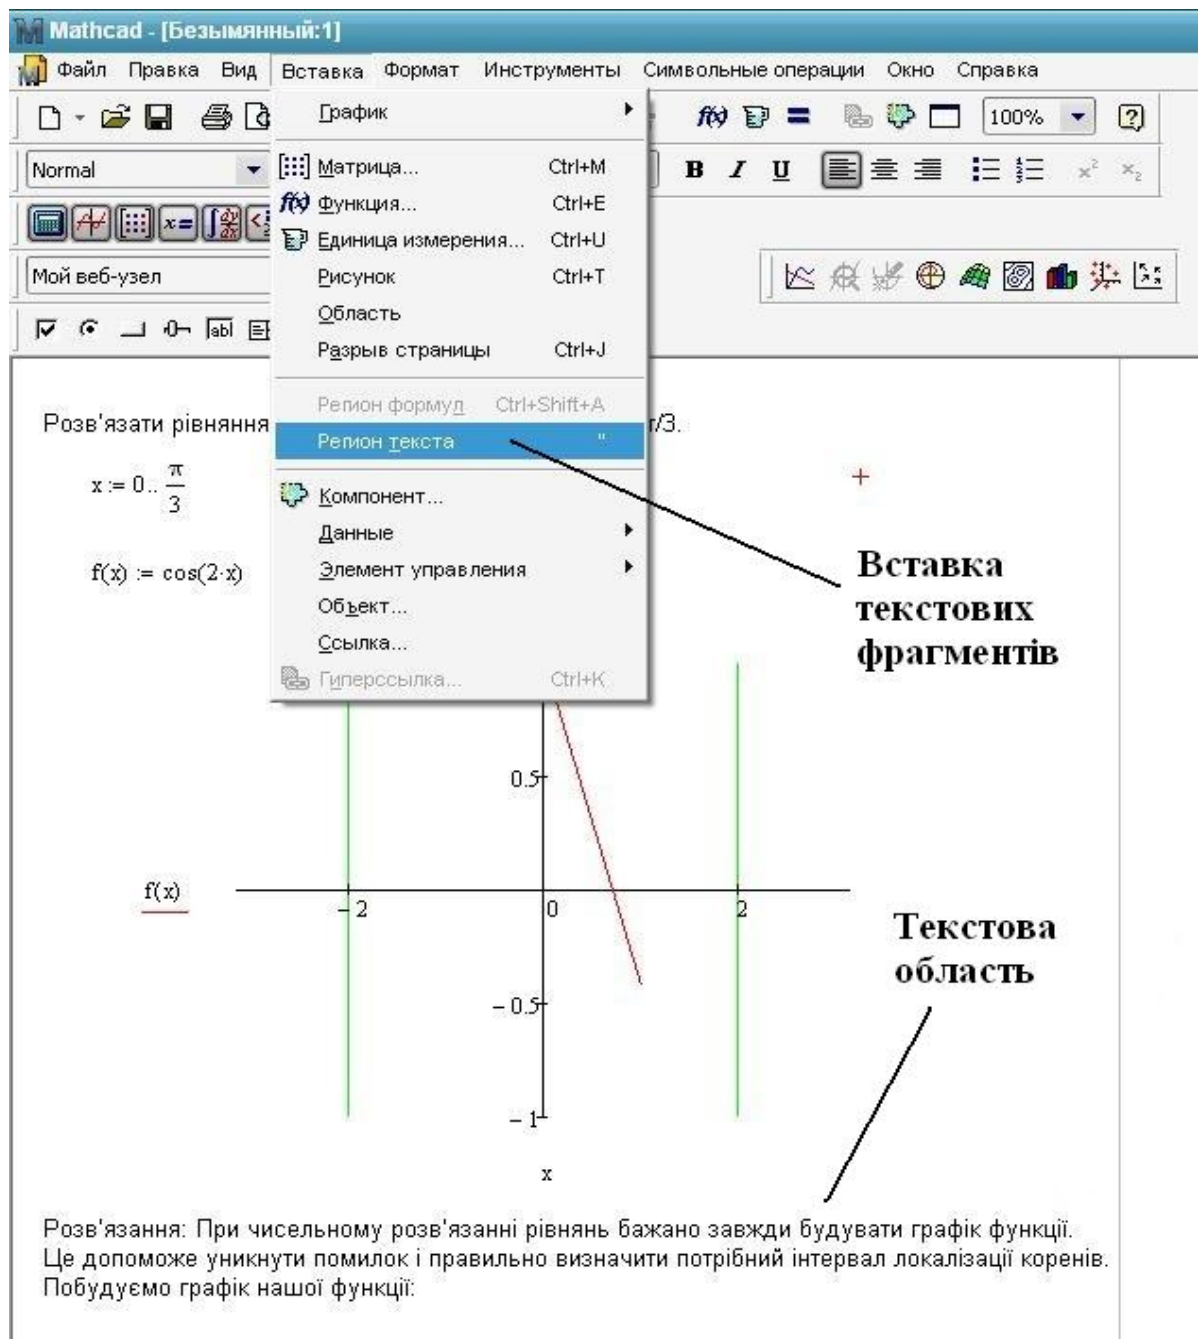 Mathcad - [Безымянный:1]
Файл Правка Вид Вставка Формат Инструменты Символьные операции Окно Справка
График
f(x) 100%
Normal
Матрица... Ctrl+M
B I U
Функция... Ctrl+E
x=
Единица измерения... Ctrl+U
Мой веб-узел
Рисунок Ctrl+T
Область
abl
Разрыв страницы Ctrl+J
Регион формул Ctrl+Shift+A
Розв'язати рівняння
π/3.
Регион текста "
x := 0.. π/3
Компонент...
Данные
f(x) := cos(2·x)
Элемент управления
Объект...
Ссылка...
Гиперссылка... Ctrl+K
Вставка
текстових
фрагментів
0.5
f(x)
− 2 0 2
Текстова
область
− 0.5
− 1
x
Розв'язання: При чисельному розв'язанні рівнянь бажано завжди будувати графік функції.
Це допоможе уникнути помилок і правильно визначити потрібний інтервал локалізації коренів.
Побудуємо графік нашої функції: